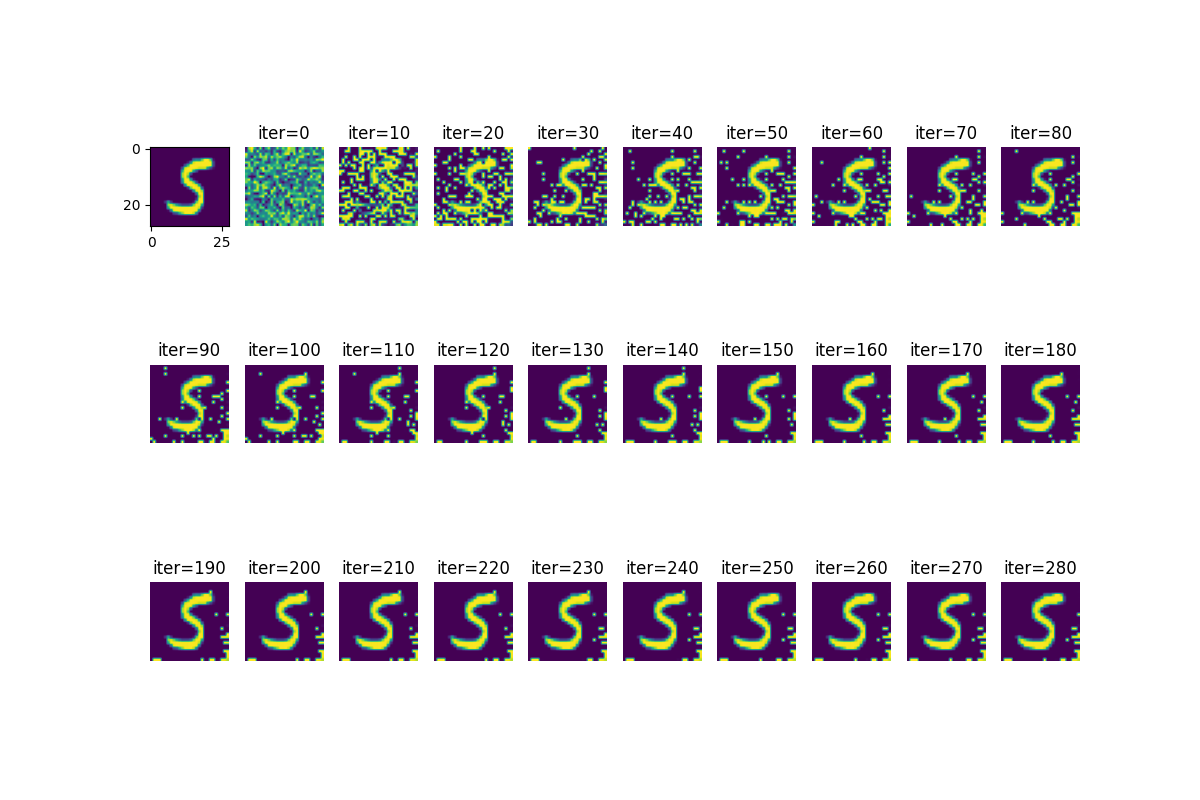 iter=0 iter=10 iter=20 iter=30 iter=40 iter=50 iter=60 iter=70 iter=80
0
20
0 25
iter=90 iter=100 iter=110 iter=120 iter=130 iter=140 iter=150 iter=160 iter=170 iter=180
iter=190 iter=200 iter=210 iter=220 iter=230 iter=240 iter=250 iter=260 iter=270 iter=280